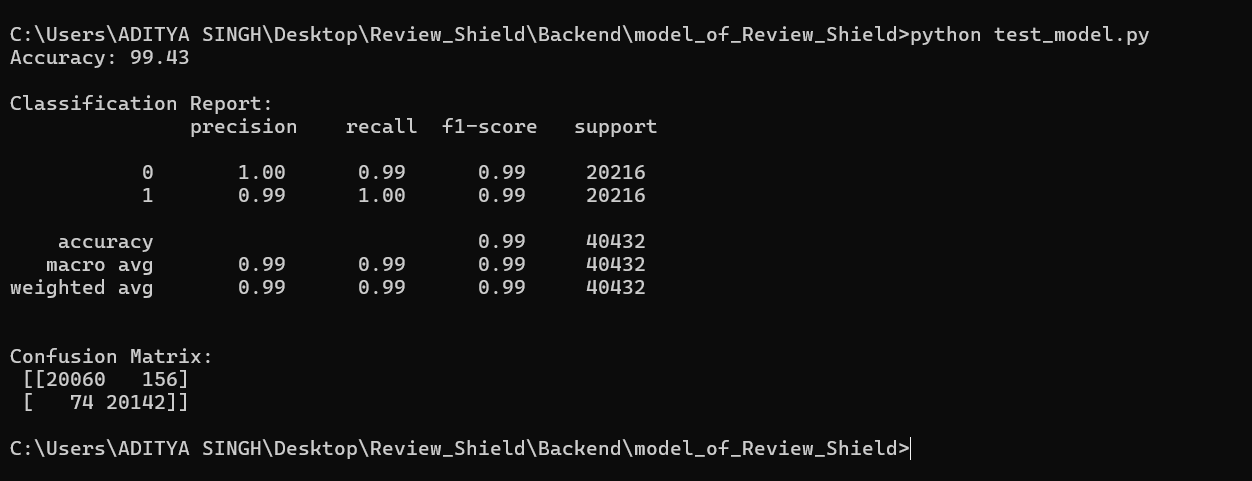 C:\Users\ADITYA SINGH\Desktop\Review_Shield\Backend\model_of_Review_Shield>python test_model.py
Accuracy: 99.43
Classification Report:
precision recall f1-score support
0 1.00 0.99 0.99 20216
1 0.99 1.00 0.99 20216
accuracy 0.99 40432
macro avg 0.99 0.99 0.99 40432
weighted avg 0.99 0.99 0.99 40432
Confusion Matrix:
[[20060 156]
[ 74 20142]]
C:\Users\ADITYA SINGH\Desktop\Review_Shield\Backend\model_of_Review_Shield>